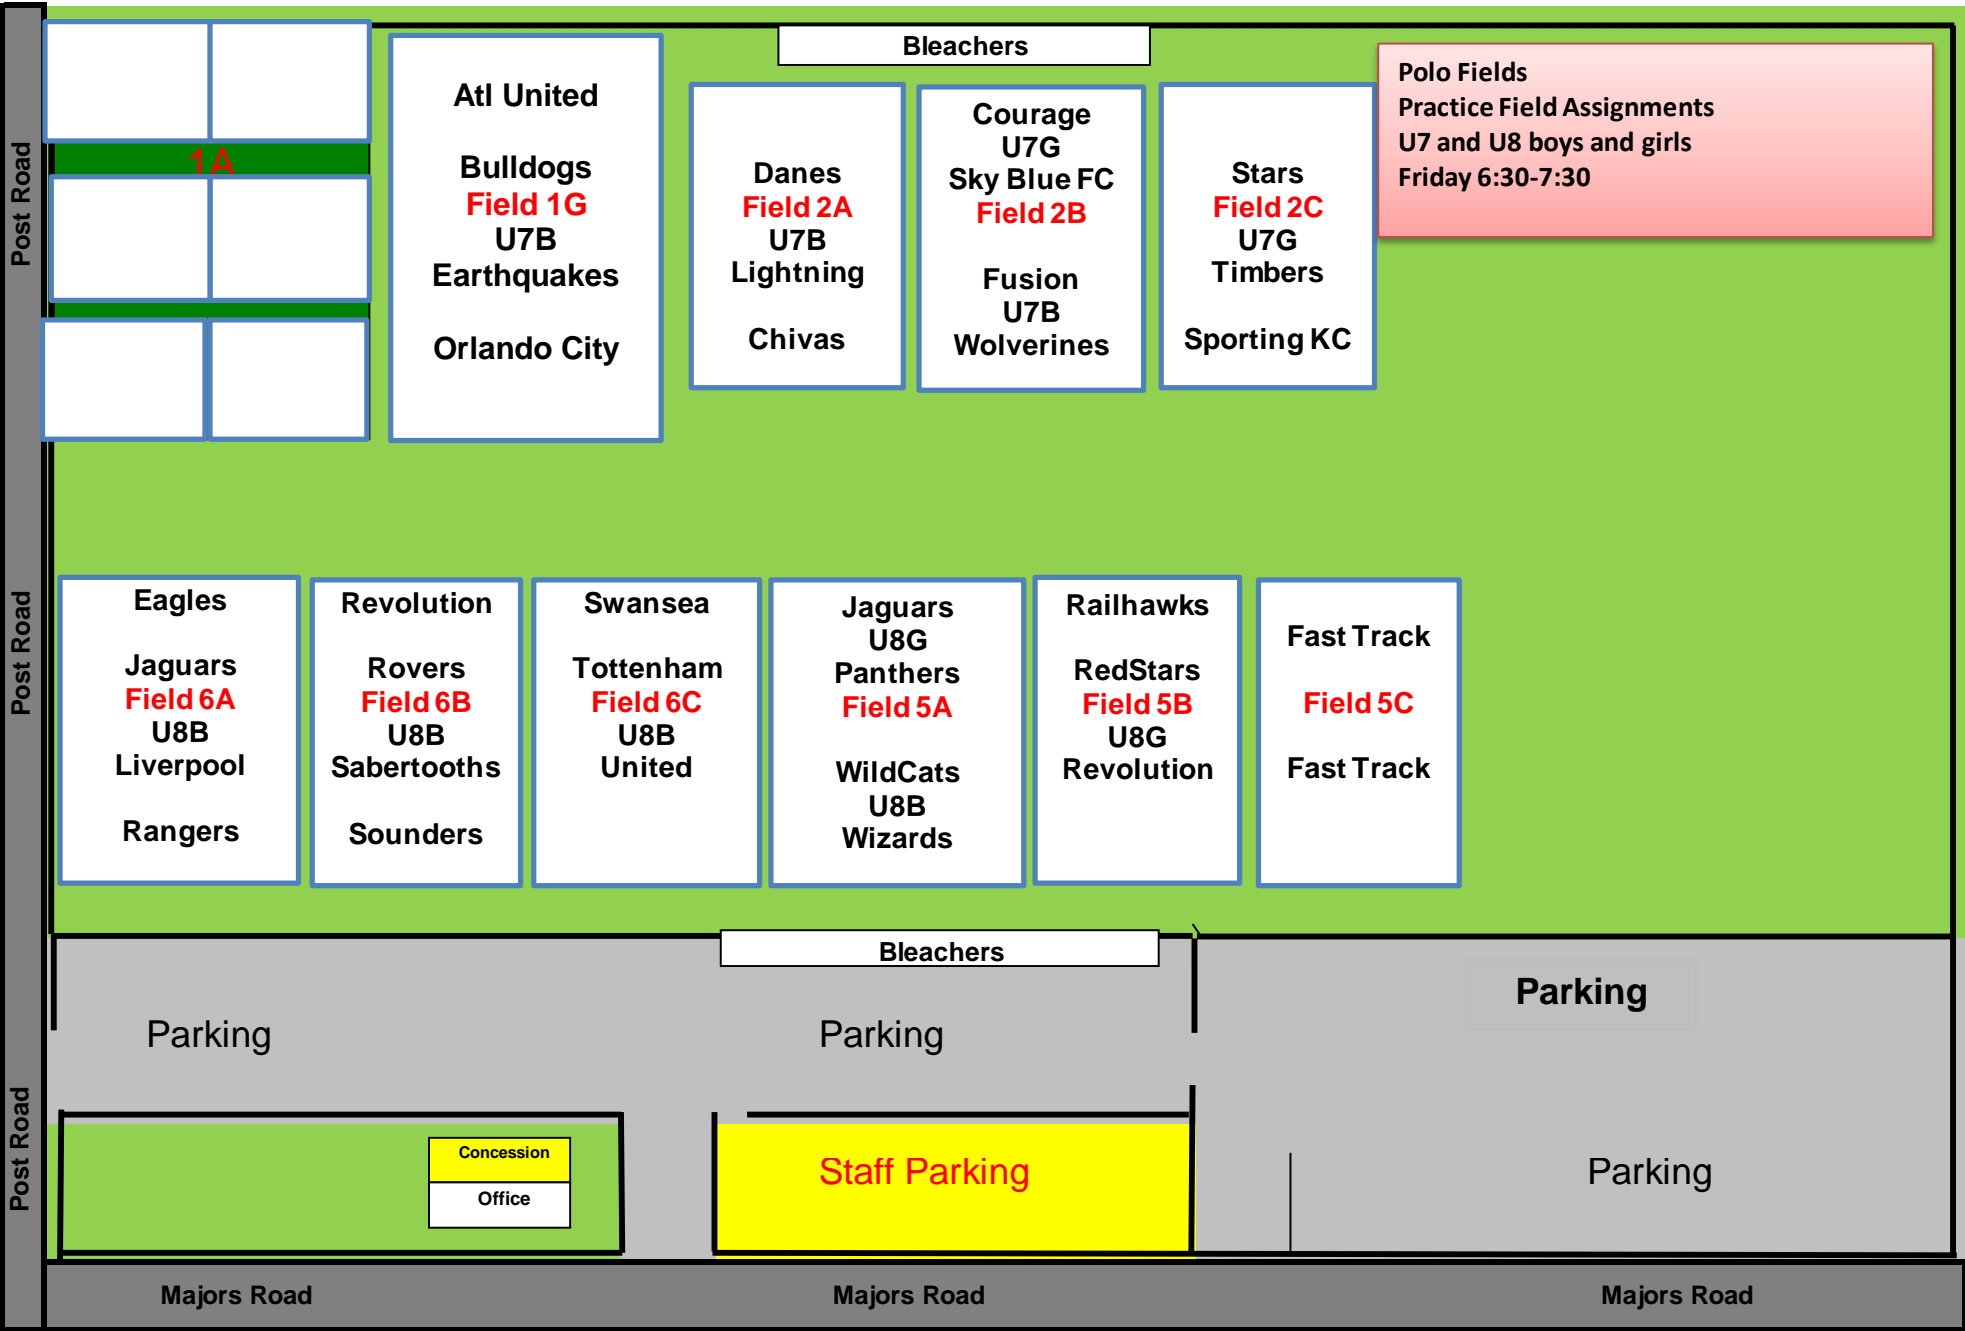 Bleachers
Polo Fields
Practice Field Assignments
U7 and U8 boys and girls
Friday 6:30-7:30
Post Road
1A
Atl United
Bulldogs
Field 1G
U7B
Earthquakes
Orlando City
Danes
Field 2A
U7B
Lightning
Chivas
Courage
U7G
Sky Blue FC
Field 2B
Fusion
U7B
Wolverines
Stars
Field 2C
U7G
Timbers
Sporting KC
Post Road
Eagles
Jaguars
Field 6A
U8B
Liverpool
Rangers
Revolution
Rovers
Field 6B
U8B
Sabertooths
Sounders
Swansea
Tottenham
Field 6C
U8B
United
Jaguars
U8G
Panthers
Field 5A
WildCats
U8B
Wizards
Railhawks
RedStars
Field 5B
U8G
Revolution
Fast Track
Field 5C
Fast Track
Bleachers
Parking
Parking
Parking
Post Road
Concession
Office
Staff Parking
Parking
Majors Road
Majors Road
Majors Road